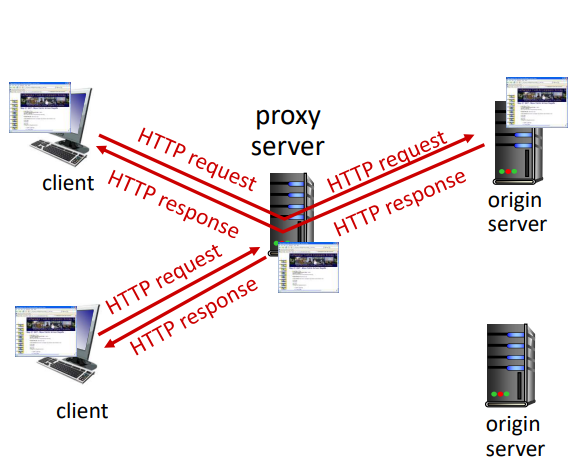 proxy
server
HTTP request
HTTP request
client
HTTP response
HTTP response
origin
server
HTTP request
HTTP response
client
origin
server